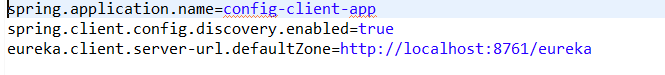 spring.application.name=config-client-app
spring.client.config.discovery.enabled=true
eureka.client.server-url.defaultZone=http://localhost:8761/eureka